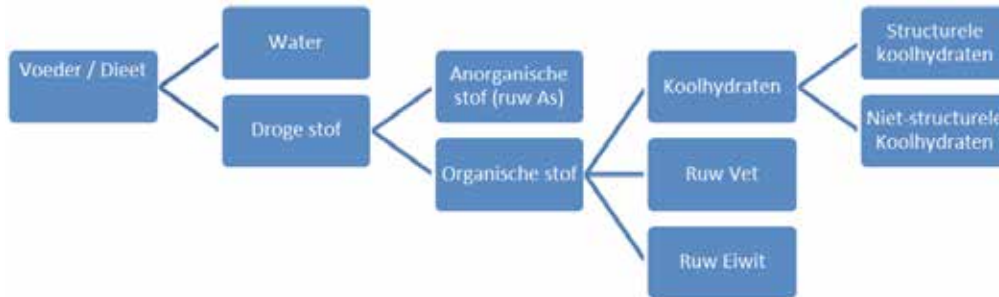 Voeder / Dieet
Water
Droge stof
Anorganische
stof (ruw As)
Organische stof
Koolhydraten
Ruw Vet
Ruw Eiwit
Structurele
koolhydraten
Niet-structurele
Koolhydraten